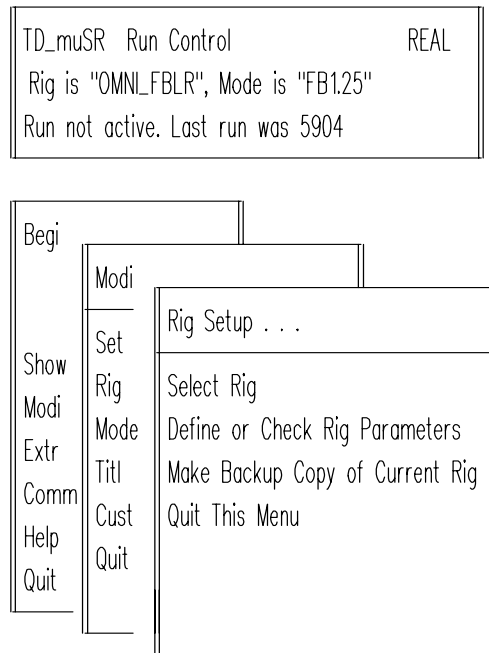 TD_muSR Run Control REAL
Rig is "OMNI_FBLR", Mode is "FB1.25"
Run not active. Last run was 5904
Begi
Show
Modi
Extr
Comm
Help
Quit
Modi
Set
Rig
Mode
Titl
Cust
Quit
Rig Setup . . .
Select Rig
Define or Check Rig Parameters
Make Backup Copy of Current Rig
Quit This Menu